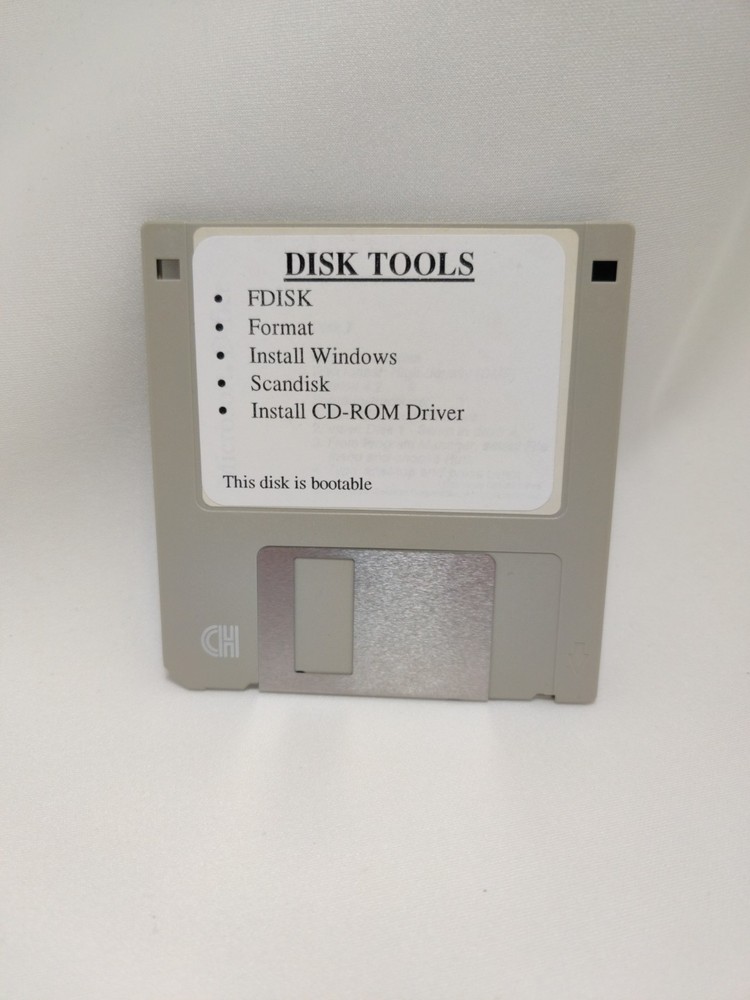 DISK TOOLS
• FDISK
• Format
• Install Windows
• Scandisk
• Install CD-ROM Driver
This disk is bootable
CH